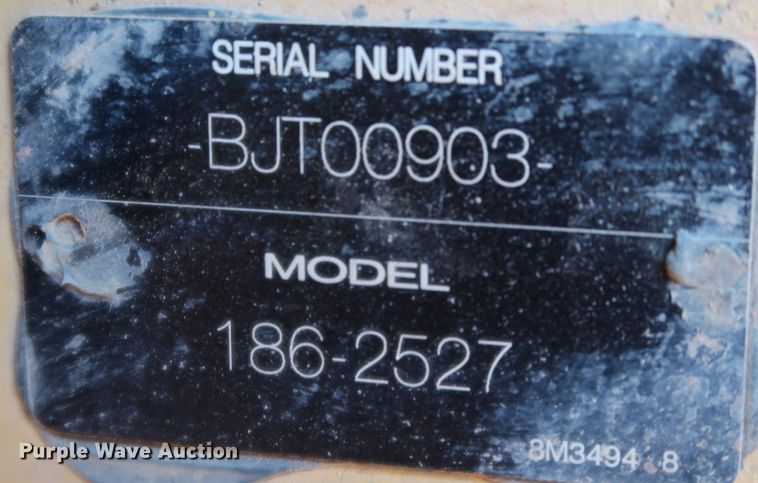 SERIAL NUMBER
-BJT00903-
MODEL
186-2527
8M3494 8
Purple Wave Auction